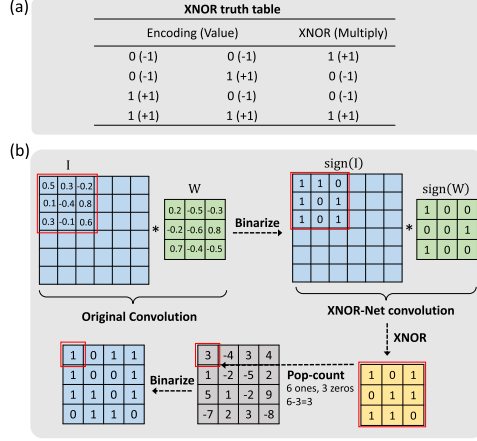 (a)
XNOR truth table
Encoding (Value) XNOR (Multiply)
0 (-1) 0 (-1) 1 (+1)
0 (-1) 1 (+1) 0 (-1)
1 (+1) 0 (-1) 0 (-1)
1 (+1) 1 (+1) 1 (+1)
(b)
I
sign(I)
0.5 0.3 -0.2
0.1 -0.4 0.8
0.3 -0.1 0.6
*
W
0.2 -0.5 -0.3
-0.2 -0.6 0.8
0.7 -0.4 -0.5
Binarize
1 1 0
1 0 1
1 0 1
*
sign(W)
1 0 0
0 0 1
1 0 0
Original Convolution
XNOR-Net convolution
XNOR
1 0 1 1
1 0 0 1
1 1 0 1
0 1 1 0
Binarize
3 -4 3 4
1 -2 -5 2
5 1 -2 9
-7 2 3 -8
Pop-count
6 ones, 3 zeros
6-3=3
1 0 1
0 1 1
1 1 0